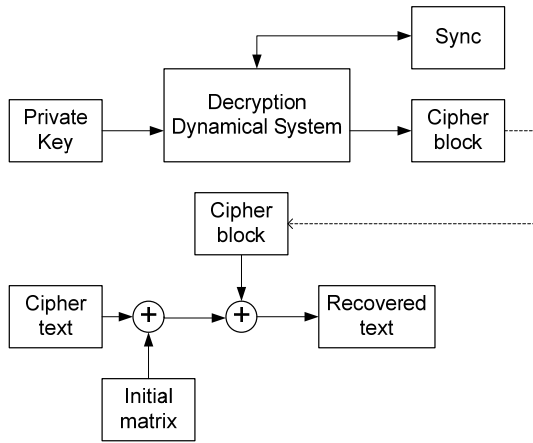 Sync
Decryption
Dynamical System
Private
Key
Cipher
block
Cipher
block
Cipher
text
+
+
Recovered
text
Initial
matrix